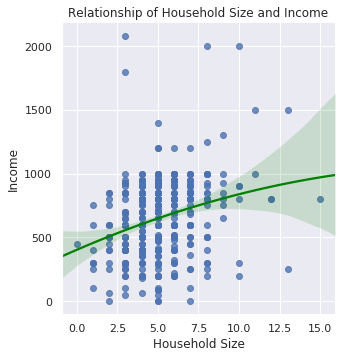 Relationship of Household Size and Income
2000
1500
1000
500
0
Income
0.0 2.5 5.0 7.5 10.0 12.5 15.0
Household Size